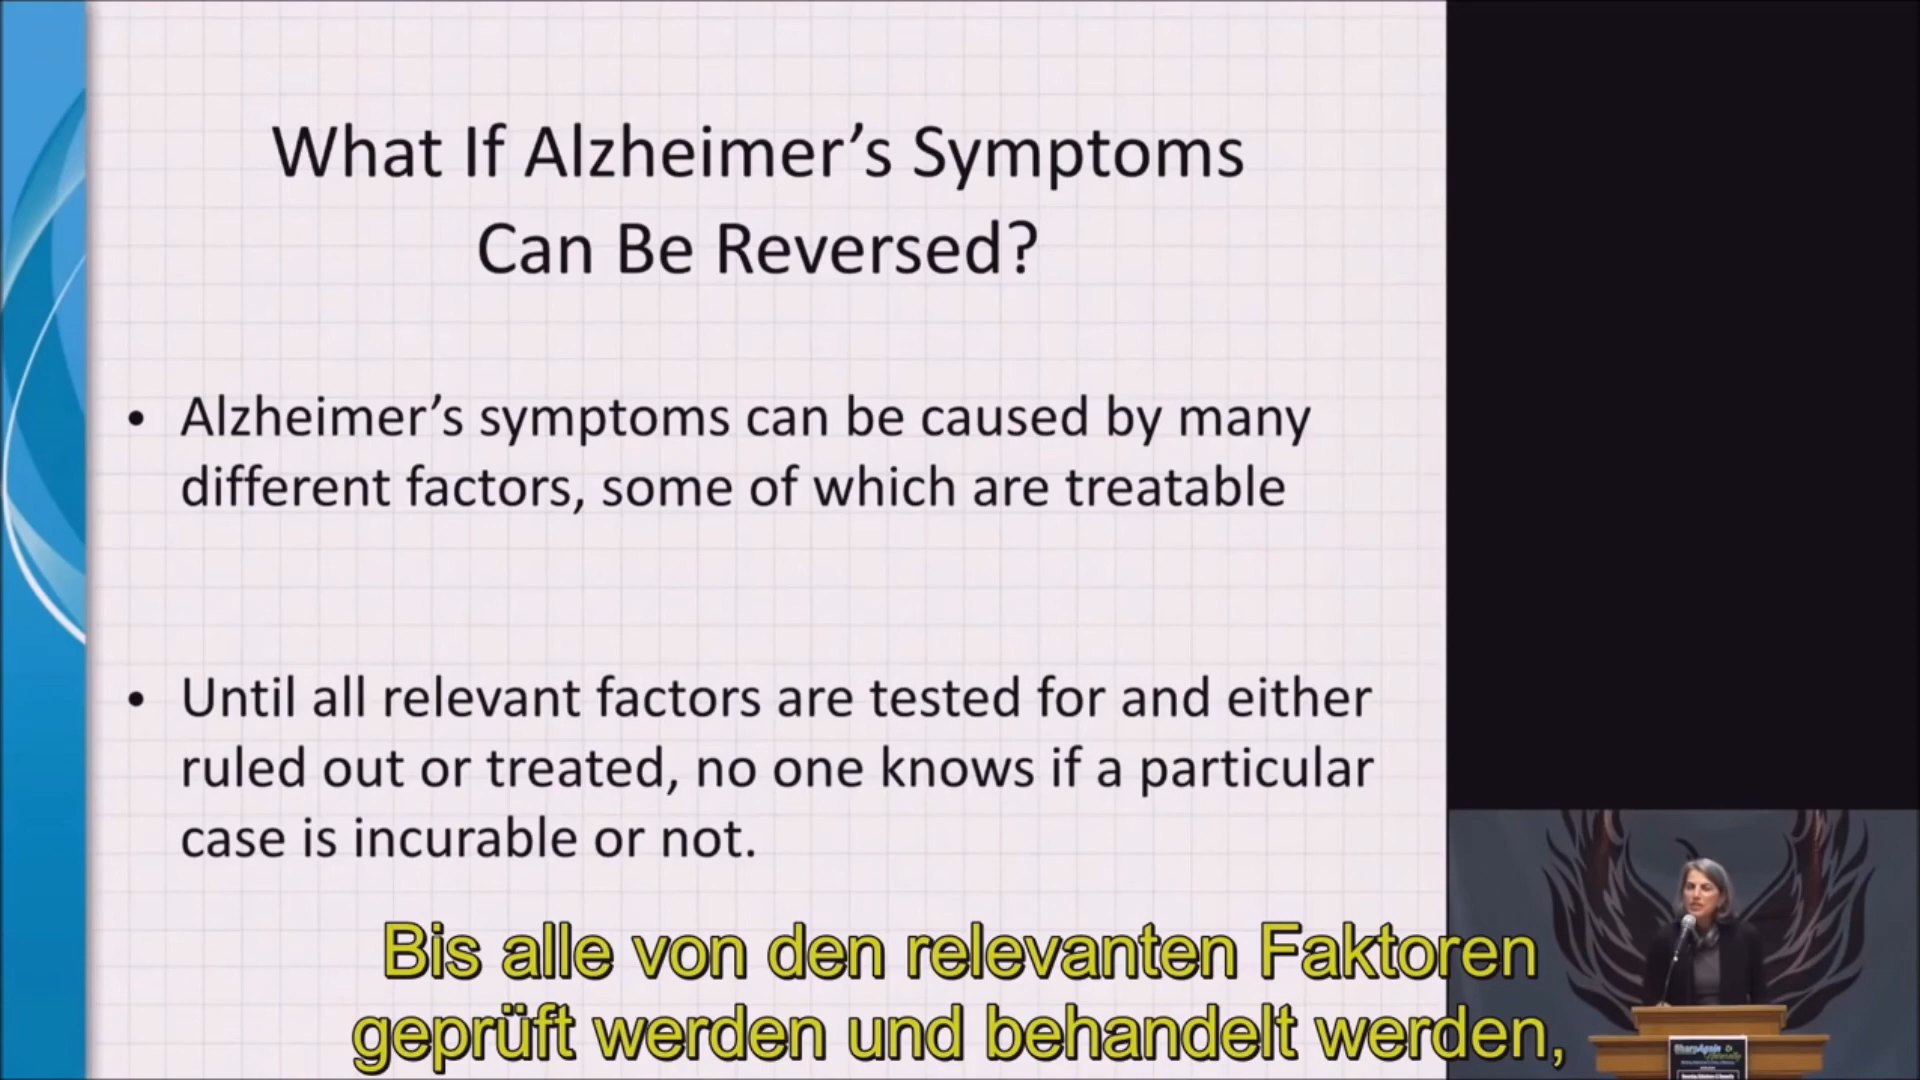 What If Alzheimer’s Symptoms
Can Be Reversed?
• Alzheimer’s symptoms can be caused by many
different factors, some of which are treatable
• Until all relevant factors are tested for and either
ruled out or treated, no one knows if a particular
case is incurable or not.
Bis alle von den relevanten Faktoren
geprüft werden und behandelt werden,
SharpAgain
Naturally